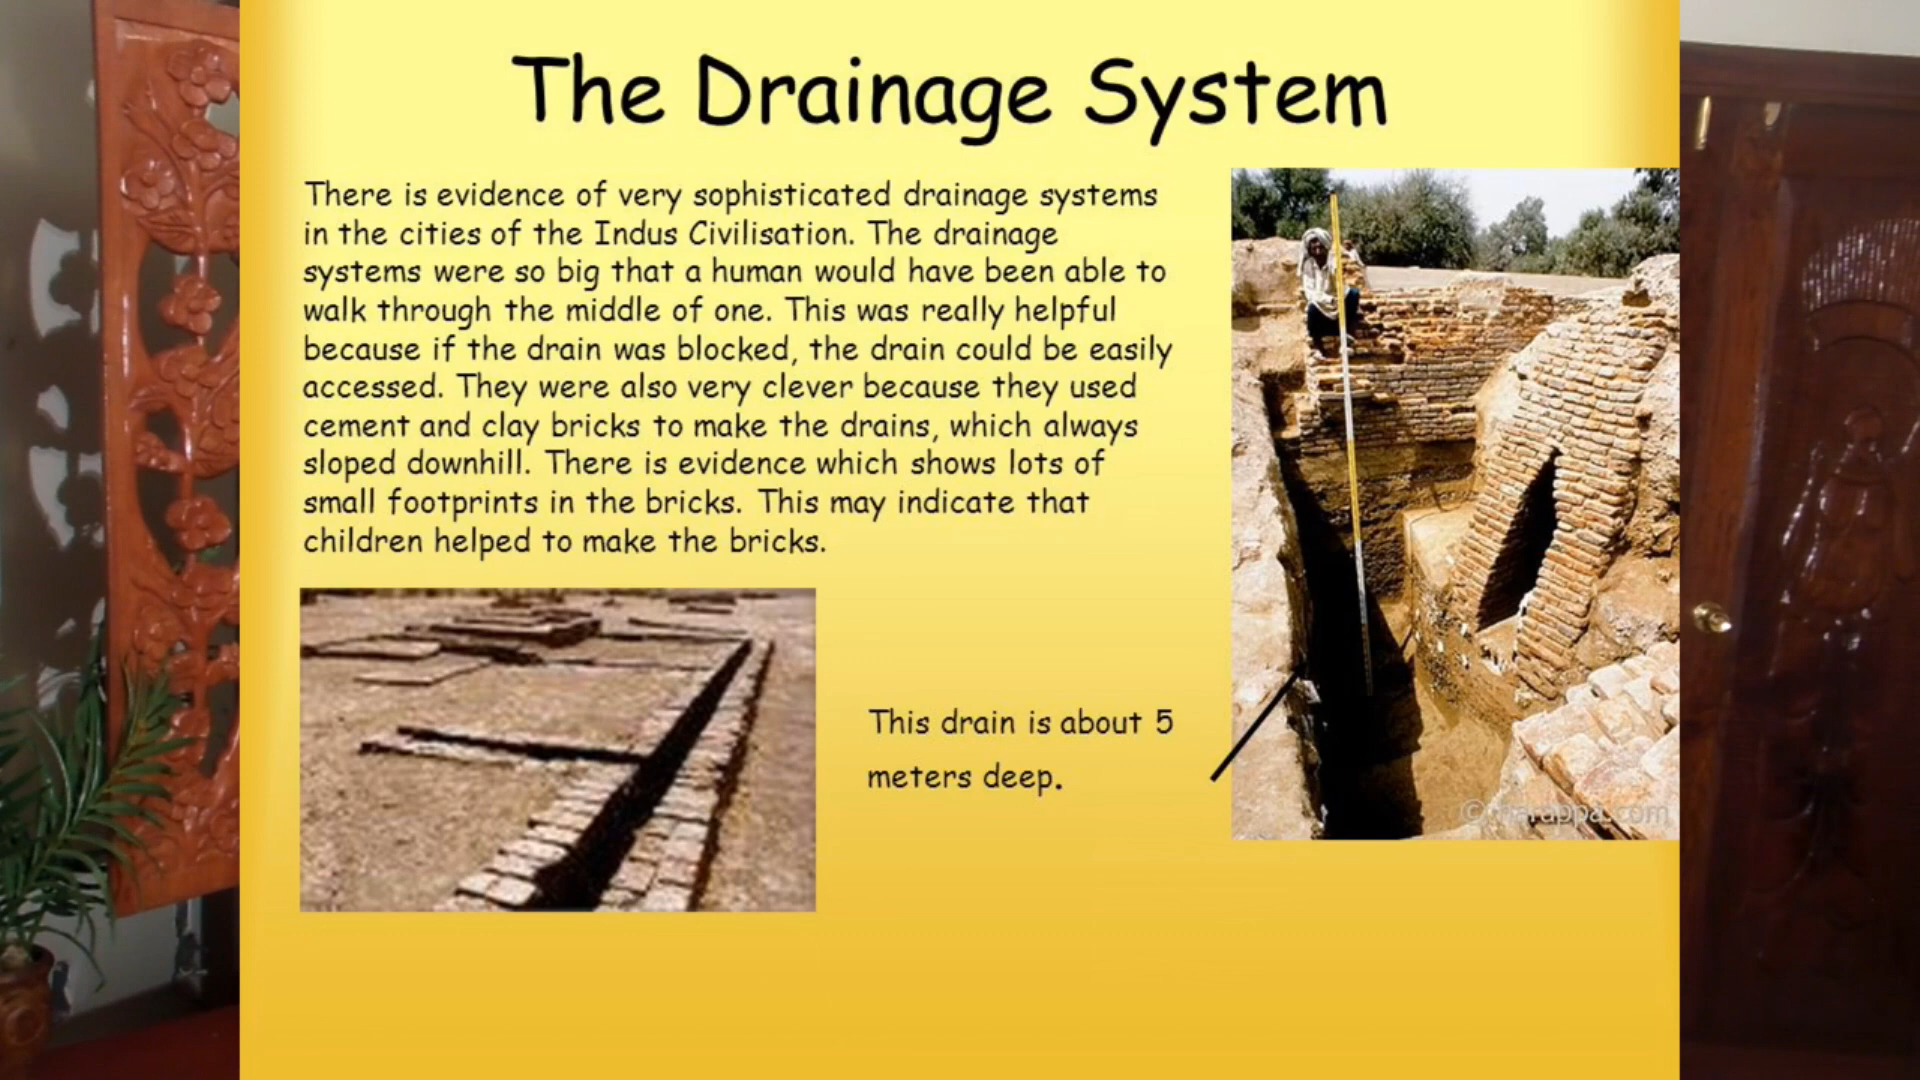 The Drainage System
There is evidence of very sophisticated drainage systems
in the cities of the Indus Civilisation. The drainage
systems were so big that a human would have been able to
walk through the middle of one. This was really helpful
because if the drain was blocked, the drain could be easily
accessed. They were also very clever because they used
cement and clay bricks to make the drains, which always
sloped downhill. There is evidence which shows lots of
small footprints in the bricks. This may indicate that
children helped to make the bricks.
This drain is about 5
meters deep.
© harappa.com